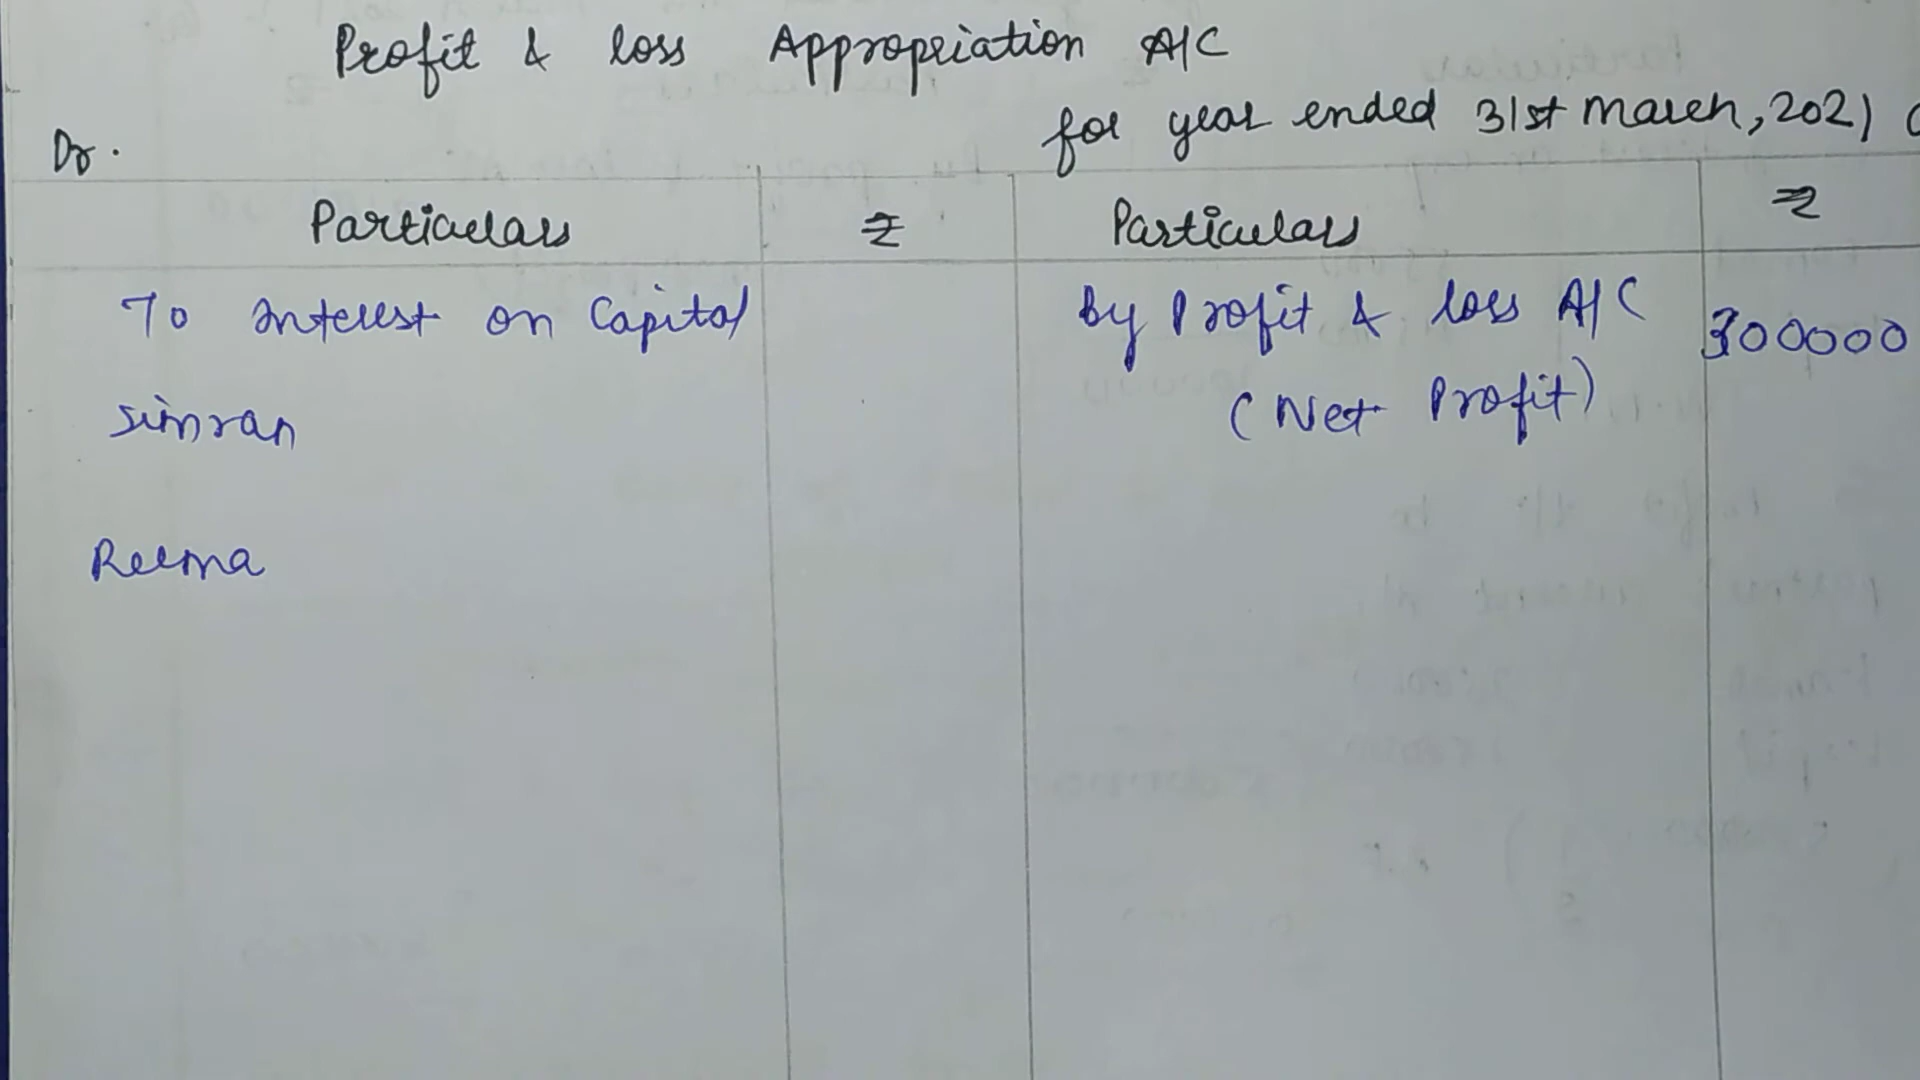 Profit & loss Appropriation A/C
for year ended 31st march, 2021
Dr.
Particulars ₹ Particulars ₹
To Interest on Capital By Profit & loss A/C 300000
Simran (Net Profit)
Reema